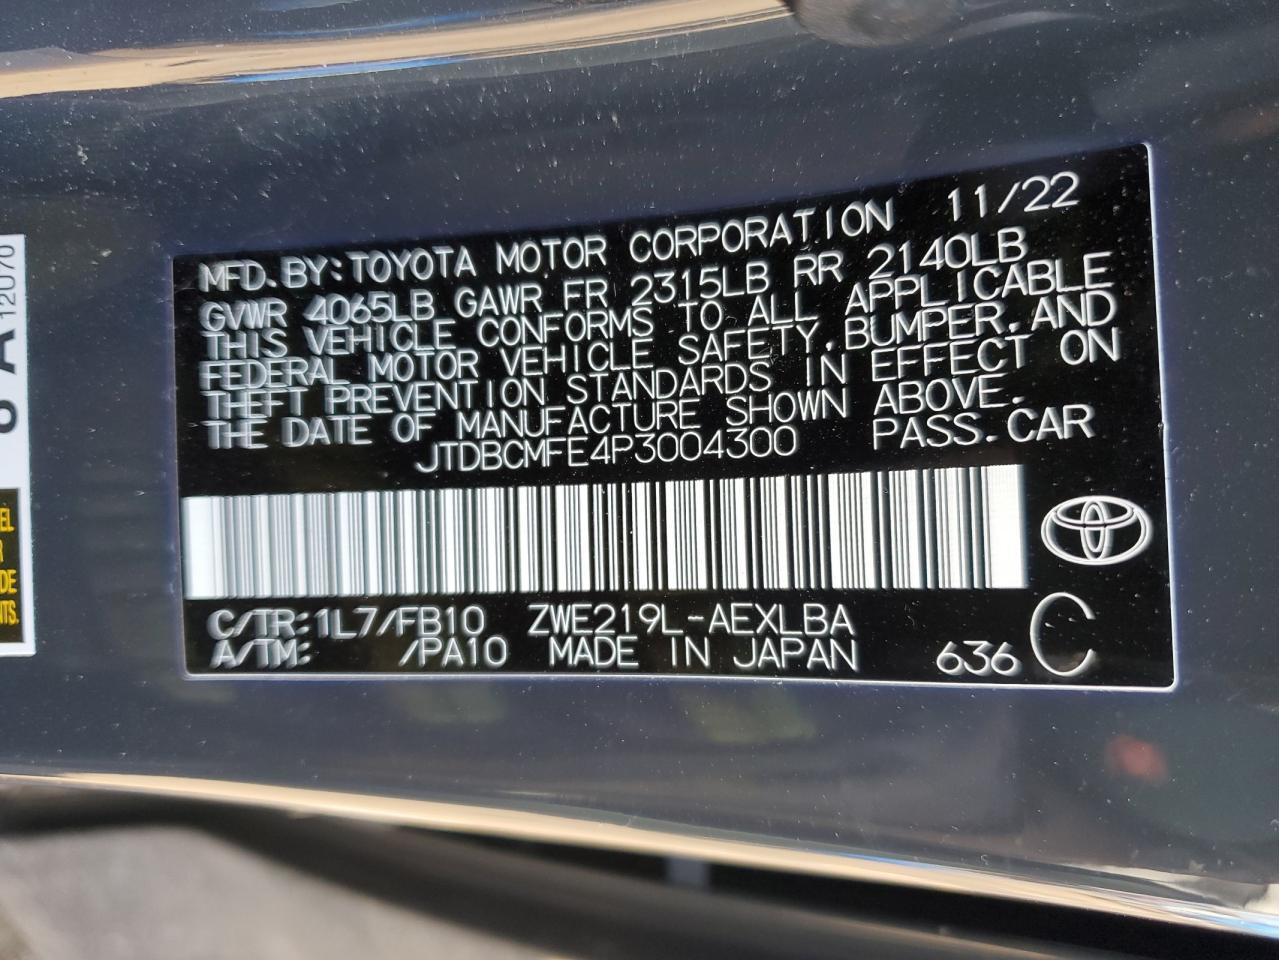 MFD.BY:TOYOTA MOTOR CORPORATION 11/22
GVWR 4065LB GAWR FR 2315LB RR 2140LB
THIS VEHICLE CONFORMS TO ALL APPLICABLE
FEDERAL MOTOR VEHICLE SAFETY,BUMPER,AND
THEFT PREVENTION STANDARDS IN EFFECT ON
THE DATE OF MANUFACTURE SHOWN ABOVE.
JTDBCMFE4P3004300 PASS.CAR
C/TR:1L7/FB10 ZWE219L-AEXLBA
A/TM: /PA10 MADE IN JAPAN 636 C
12070